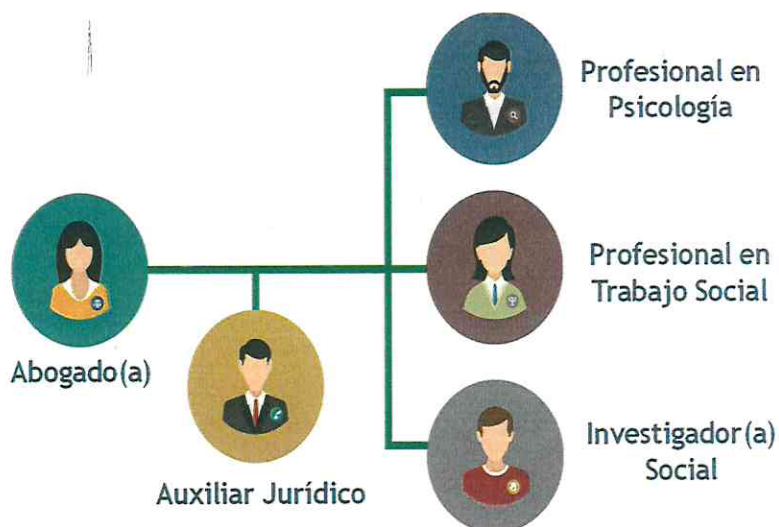 Profesional en
Psicología
Profesional en
Trabajo Social
Abogado(a)
Auxiliar Jurídico
Investigador(a)
Social